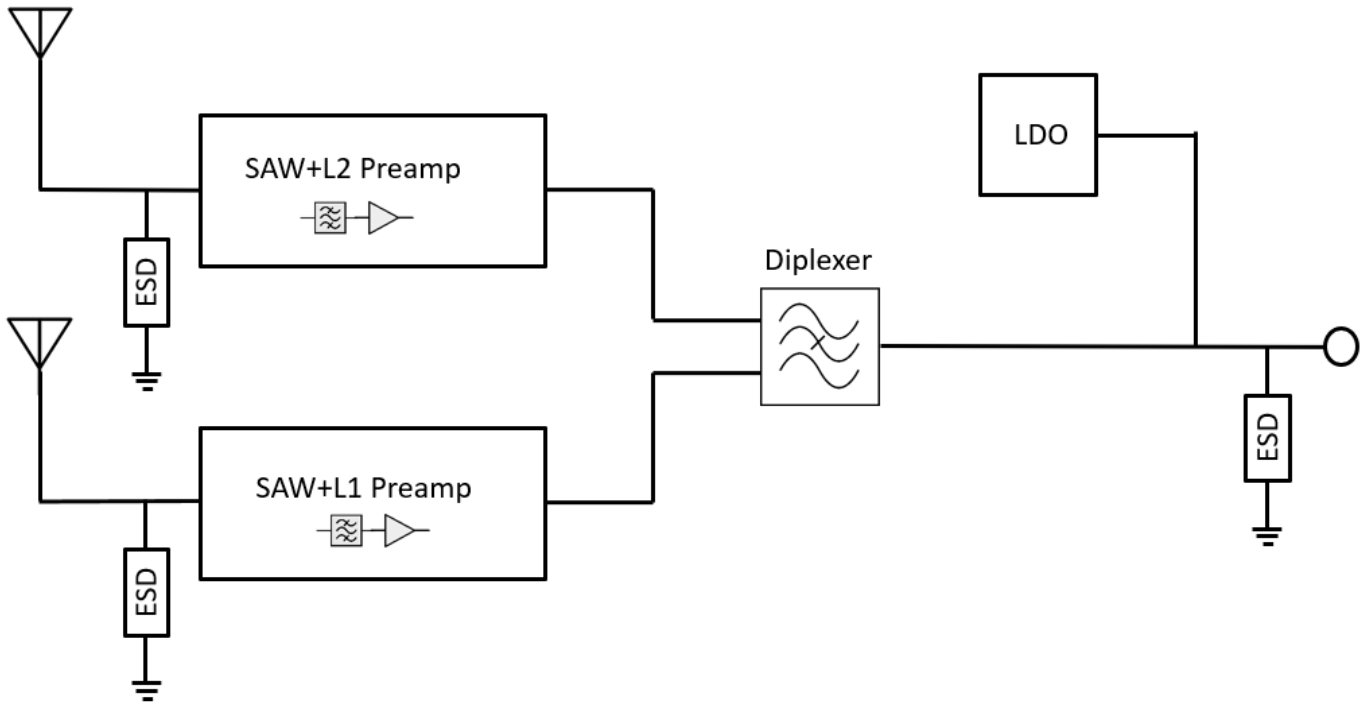 LDO
SAW+L2 Preamp
Diplexer
ESD
ESD
SAW+L1 Preamp
ESD